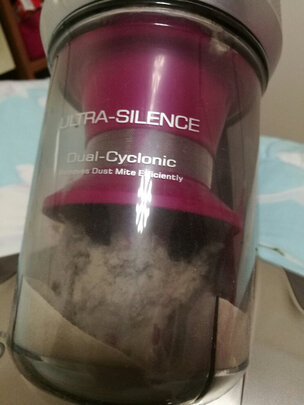 ULTRA-SILENCE
Dual-Cyclonic
Removes Dust Mite Efficiently